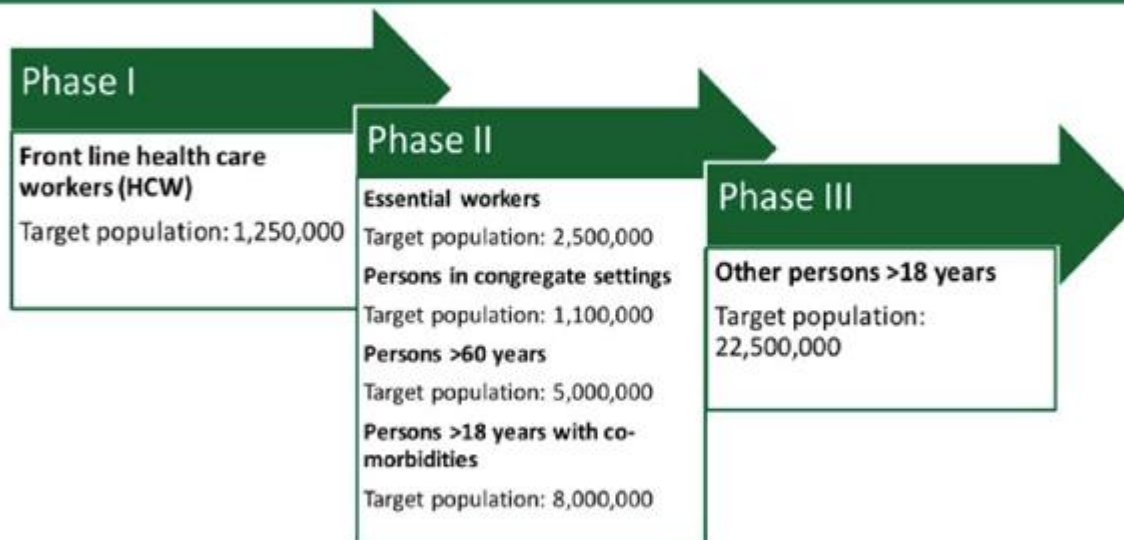 Phase I
Front line health care
workers (HCW)
Target population: 1,250,000
Phase II
Essential workers
Target population: 2,500,000
Persons in congregate settings
Target population: 1,100,000
Persons >60 years
Target population: 5,000,000
Persons >18 years with co-
morbidities
Target population: 8,000,000
Phase III
Other persons >18 years
Target population:
22,500,000